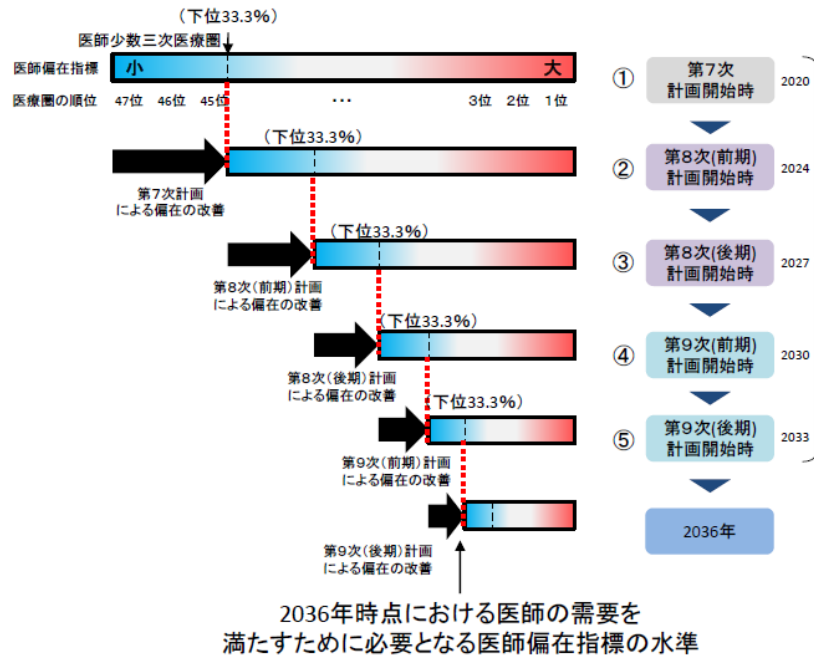 (下位33.3%)
医師少数三次医療圏
医師偏在指標
小
大
医療圏の順位
47位 46位 45位 ・・・ 3位 2位 1位
①
第7次
計画開始時
2020
(下位33.3%)
第7次計画
による偏在の改善
②
第8次(前期)
計画開始時
2024
(下位33.3%)
第8次(前期)計画
による偏在の改善
③
第8次(後期)
計画開始時
2027
(下位33.3%)
第8次(後期)計画
による偏在の改善
④
第9次(前期)
計画開始時
2030
(下位33.3%)
第9次(前期)計画
による偏在の改善
⑤
第9次(後期)
計画開始時
2033
第9次(後期)計画
による偏在の改善
2036年
2036年時点における医師の需要を
満たすために必要となる医師偏在指標の水準